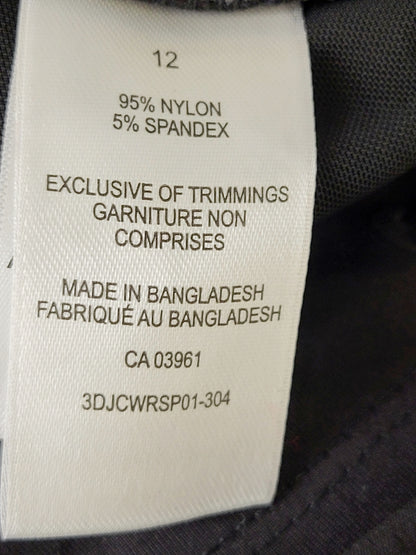 12
95% NYLON
5% SPANDEX
EXCLUSIVE OF TRIMMINGS
GARNITURE NON
COMPRISES
MADE IN BANGLADESH
FABRIQUÉ AU BANGLADESH
CA 03961
3DJCWRSP01-304